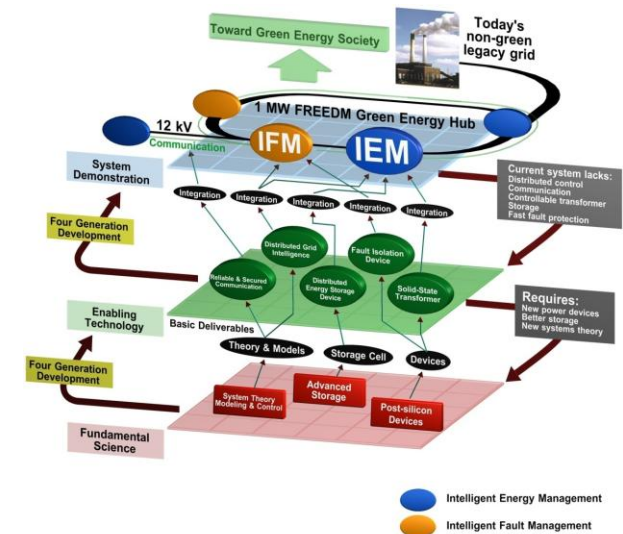 Toward Green Energy Society
Today's
non-green
legacy grid
1 MW FREEDM Green Energy Hub
12 kV
Communication
IFM
IEM
System
Demonstration
Integration
Integration
Integration
Integration
Integration
Current system lacks:
Distributed control
Communication
Controllable transformer
Storage
Fast fault protection
Four Generation
Development
Distributed Grid
Intelligence
Fault Isolation
Device
Reliable & Secured
Communication
Distributed
Energy Storage
Device
Solid-State
Transformer
Requires:
New power devices
Better storage
New systems theory
Enabling
Technology
Basic Deliverables
Theory & Models
Storage Cell
Devices
Four Generation
Development
System Theory
Modeling & Control
Advanced
Storage
Post-silicon
Devices
Fundamental
Science
Intelligent Energy Management
Intelligent Fault Management